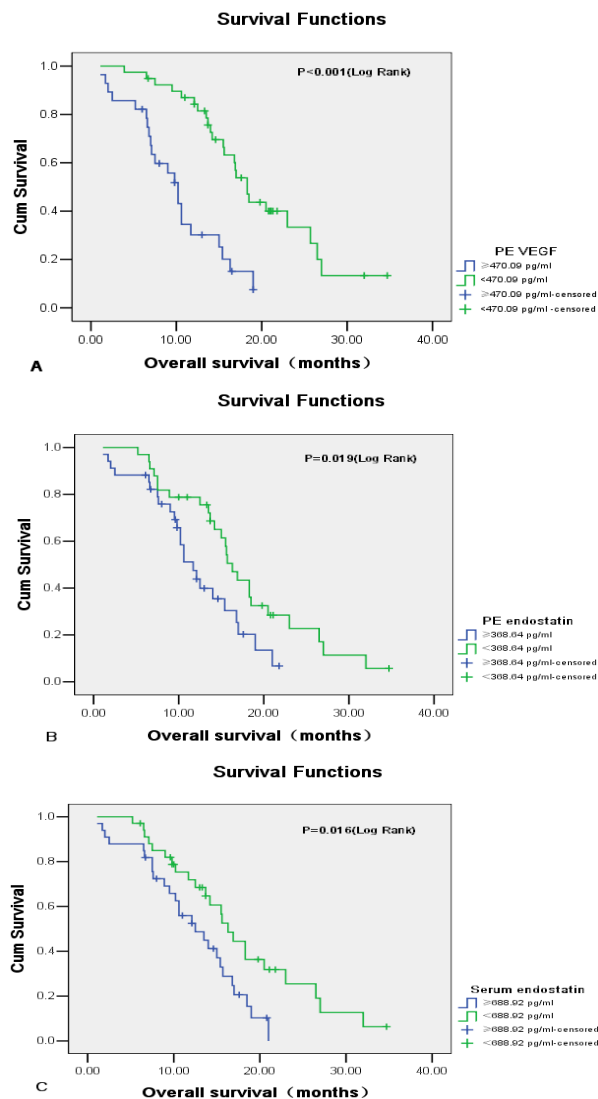 Survival Functions
P<0.001(Log Rank)
1.0
0.8
0.6
0.4
0.2
0.0
Cum Survival
0.00 10.00 20.00 30.00 40.00
Overall survival（months）
PE VEGF
≥470.09 pg/ml
<470.09 pg/ml
≥470.09 pg/ml-censored
<470.09 pg/ml -censored
A
Survival Functions
P=0.019(Log Rank)
1.0
0.8
0.6
0.4
0.2
0.0
Cum Survival
0.00 10.00 20.00 30.00 40.00
Overall survival（months）
PE endostatin
≥368.64 pg/ml
<368.64 pg/ml
≥368.64 pg/ml-censored
<368.64 pg/ml-censored
B
Survival Functions
P=0.016(Log Rank)
1.0
0.8
0.6
0.4
0.2
0.0
Cum Survival
0.00 10.00 20.00 30.00 40.00
Overall survival（months）
Serum endostatin
≥688.92 pg/ml
<688.92 pg/ml
≥688.92 pg/ml-censored
<688.92 pg/ml-censored
C